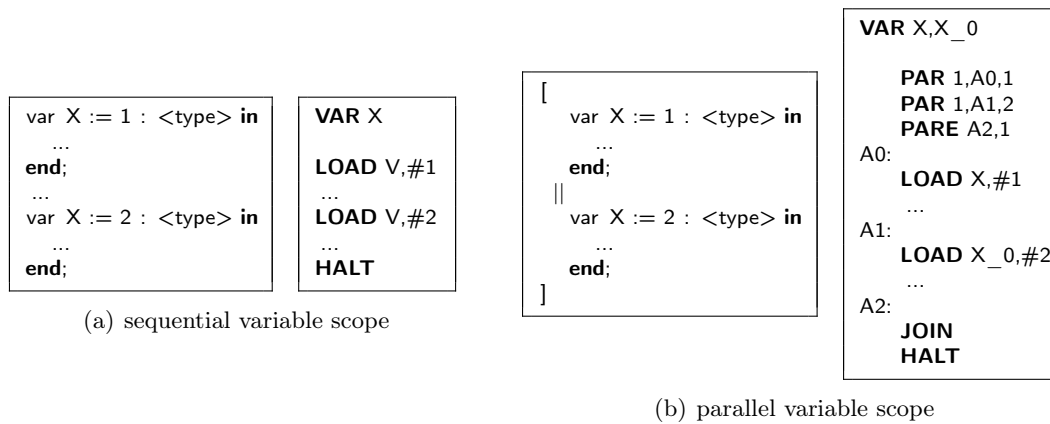 var X := 1 : <type> in
...
end;
...
var X := 2 : <type> in
...
end;
VAR X
...
LOAD V,#1
...
LOAD V,#2
...
HALT
(a) sequential variable scope
[
var X := 1 : <type> in
...
end;
||
var X := 2 : <type> in
...
end;
]
VAR X,X_0
PAR 1,A0,1
PAR 1,A1,2
PARE A2,1
A0:
LOAD X,#1
...
A1:
LOAD X_0,#2
...
A2:
JOIN
HALT
(b) parallel variable scope